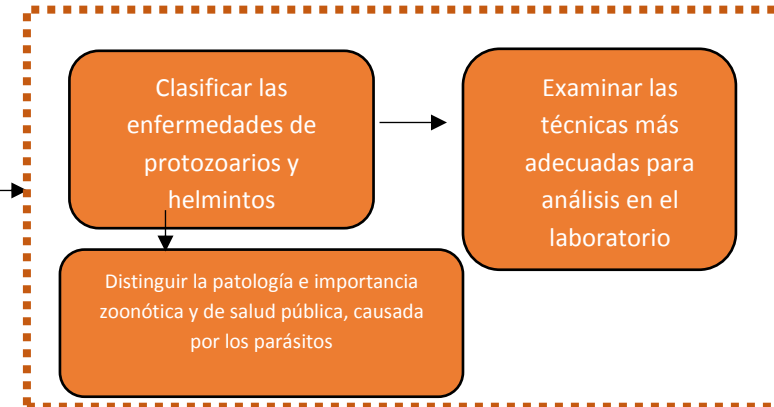 Clasificar las
enfermedades de
protozoarios y
helmintos
Examinar las
técnicas más
adecuadas para
análisis en el
laboratorio
Distinguir la patología e importancia
zoonótica y de salud pública, causada
por los parásitos